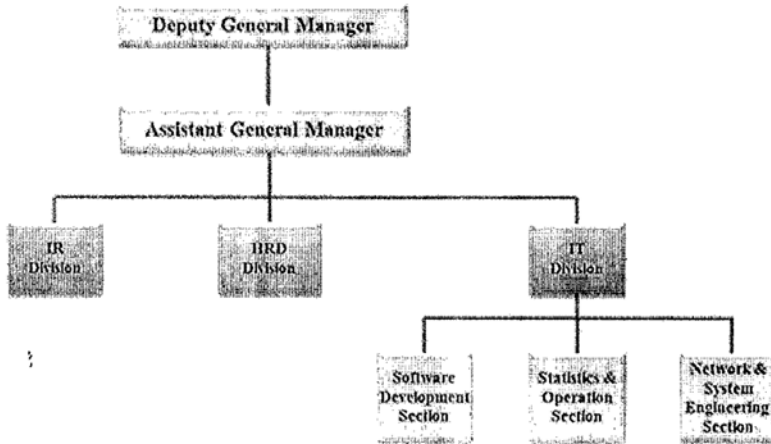 Deputy General Manager
Assistant General Manager
IR
Division
HRD
Division
IT
Division
Software
Development
Section
Statistics &
Operation
Section
Network &
System
Engineering
Section